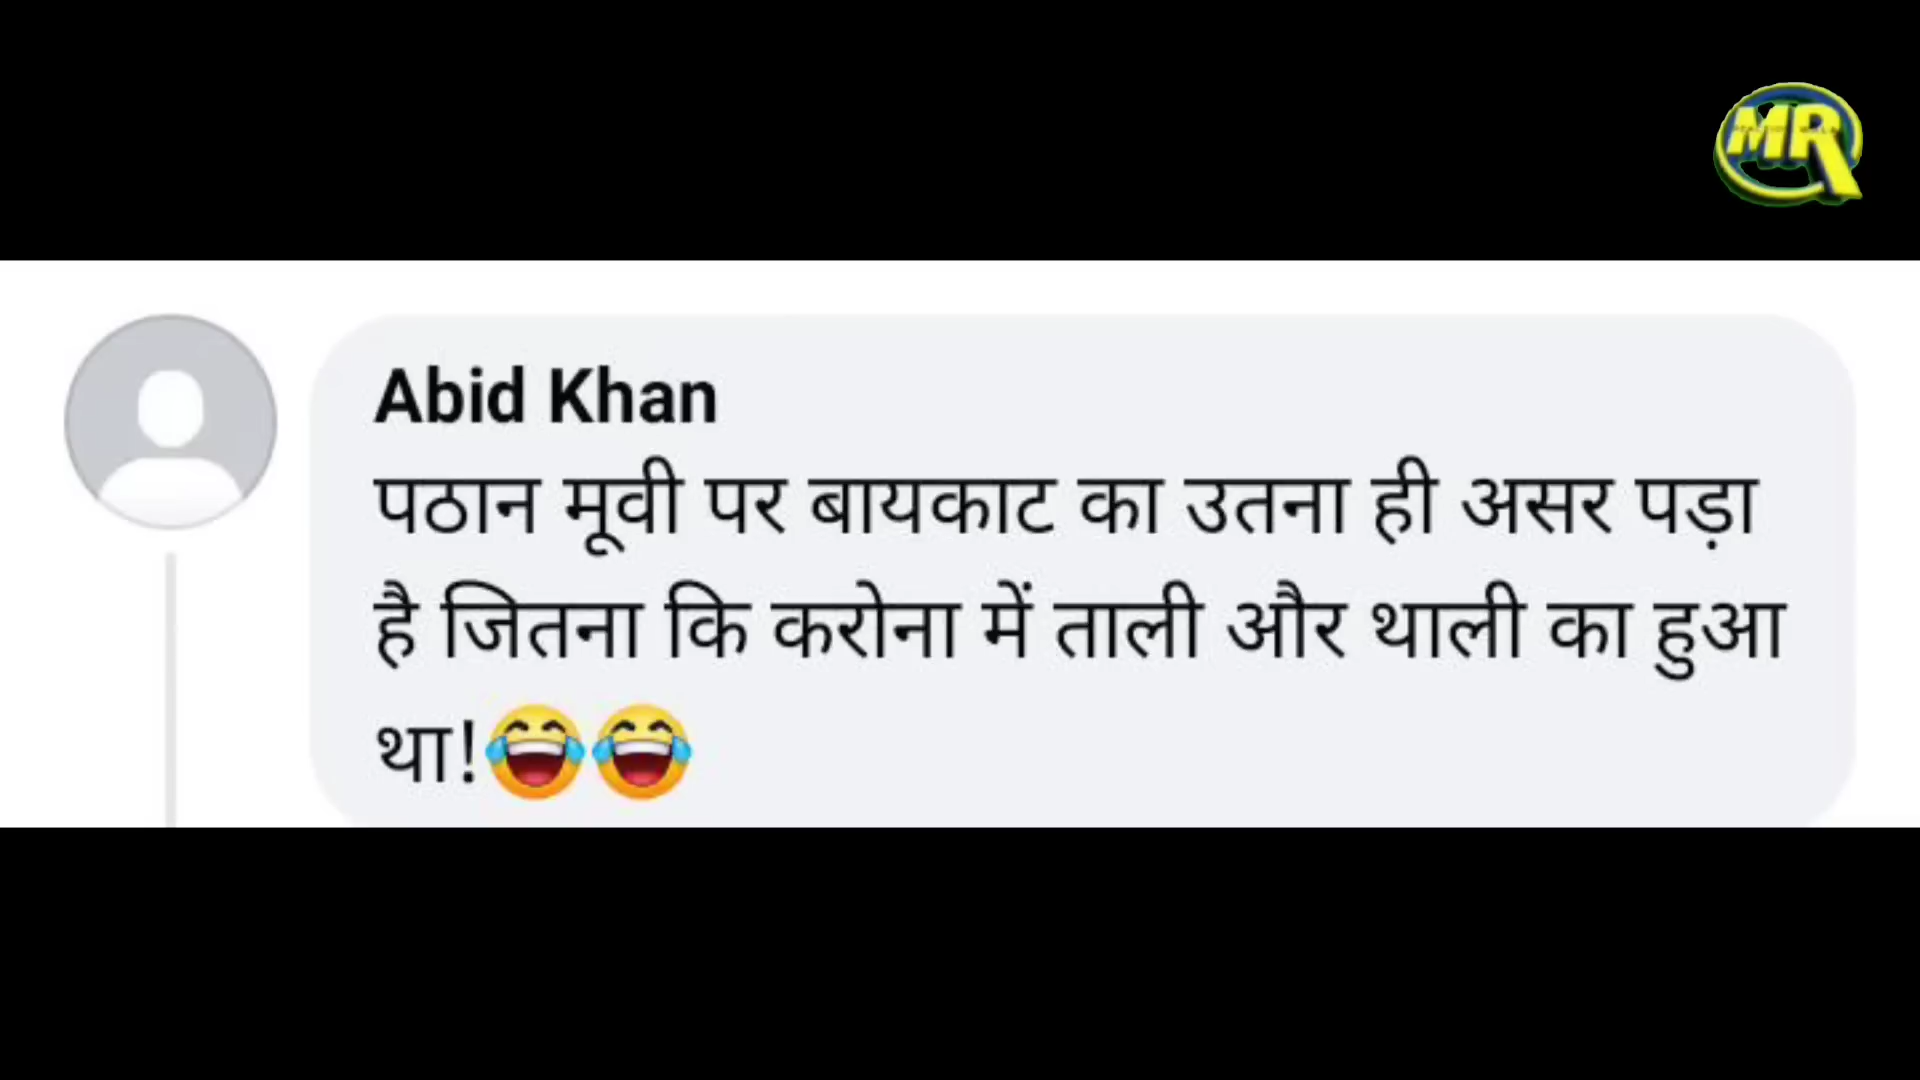 MR
Abid Khan
पठान मूवी पर बायकाट का उतना ही असर पड़ा
है जितना कि करोना में ताली और थाली का हुआ
था!😂😂